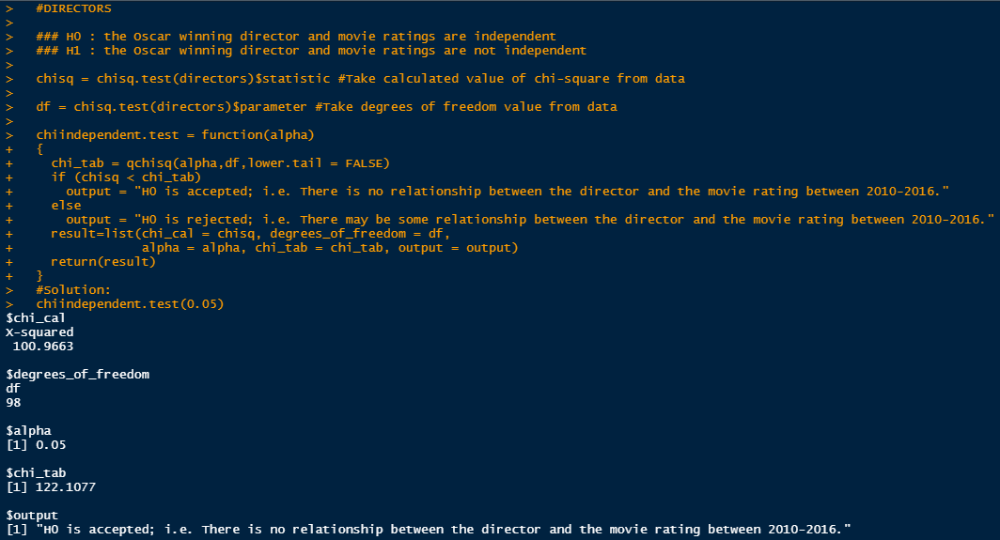 >   #DIRECTORS
>
>   ### H0 : the Oscar winning director and movie ratings are independent
>   ### H1 : the Oscar winning director and movie ratings are not independent
>
>   chisq = chisq.test(directors)$statistic #Take calculated value of chi-square from data
>
>   df = chisq.test(directors)$parameter #Take degrees of freedom value from data
>
>   chiindependent.test = function(alpha)
+   {
+     chi_tab = qchisq(alpha,df,lower.tail = FALSE)
+     if (chisq < chi_tab)
+       output = "H0 is accepted; i.e. There is no relationship between the director and the movie rating between 2010-2016."
+     else
+       output = "H0 is rejected; i.e. There may be some relationship between the director and the movie rating between 2010-2016."
+     result=list(chi_cal = chisq, degrees_of_freedom = df,
+                 alpha = alpha, chi_tab = chi_tab, output = output)
+     return(result)
+   }
>   #Solution:
>   chiindependent.test(0.05)
$chi_cal
X-squared
 100.9663

$degrees_of_freedom
df
98

$alpha
[1] 0.05

$chi_tab
[1] 122.1077

$output
[1] "H0 is accepted; i.e. There is no relationship between the director and the movie rating between 2010-2016."